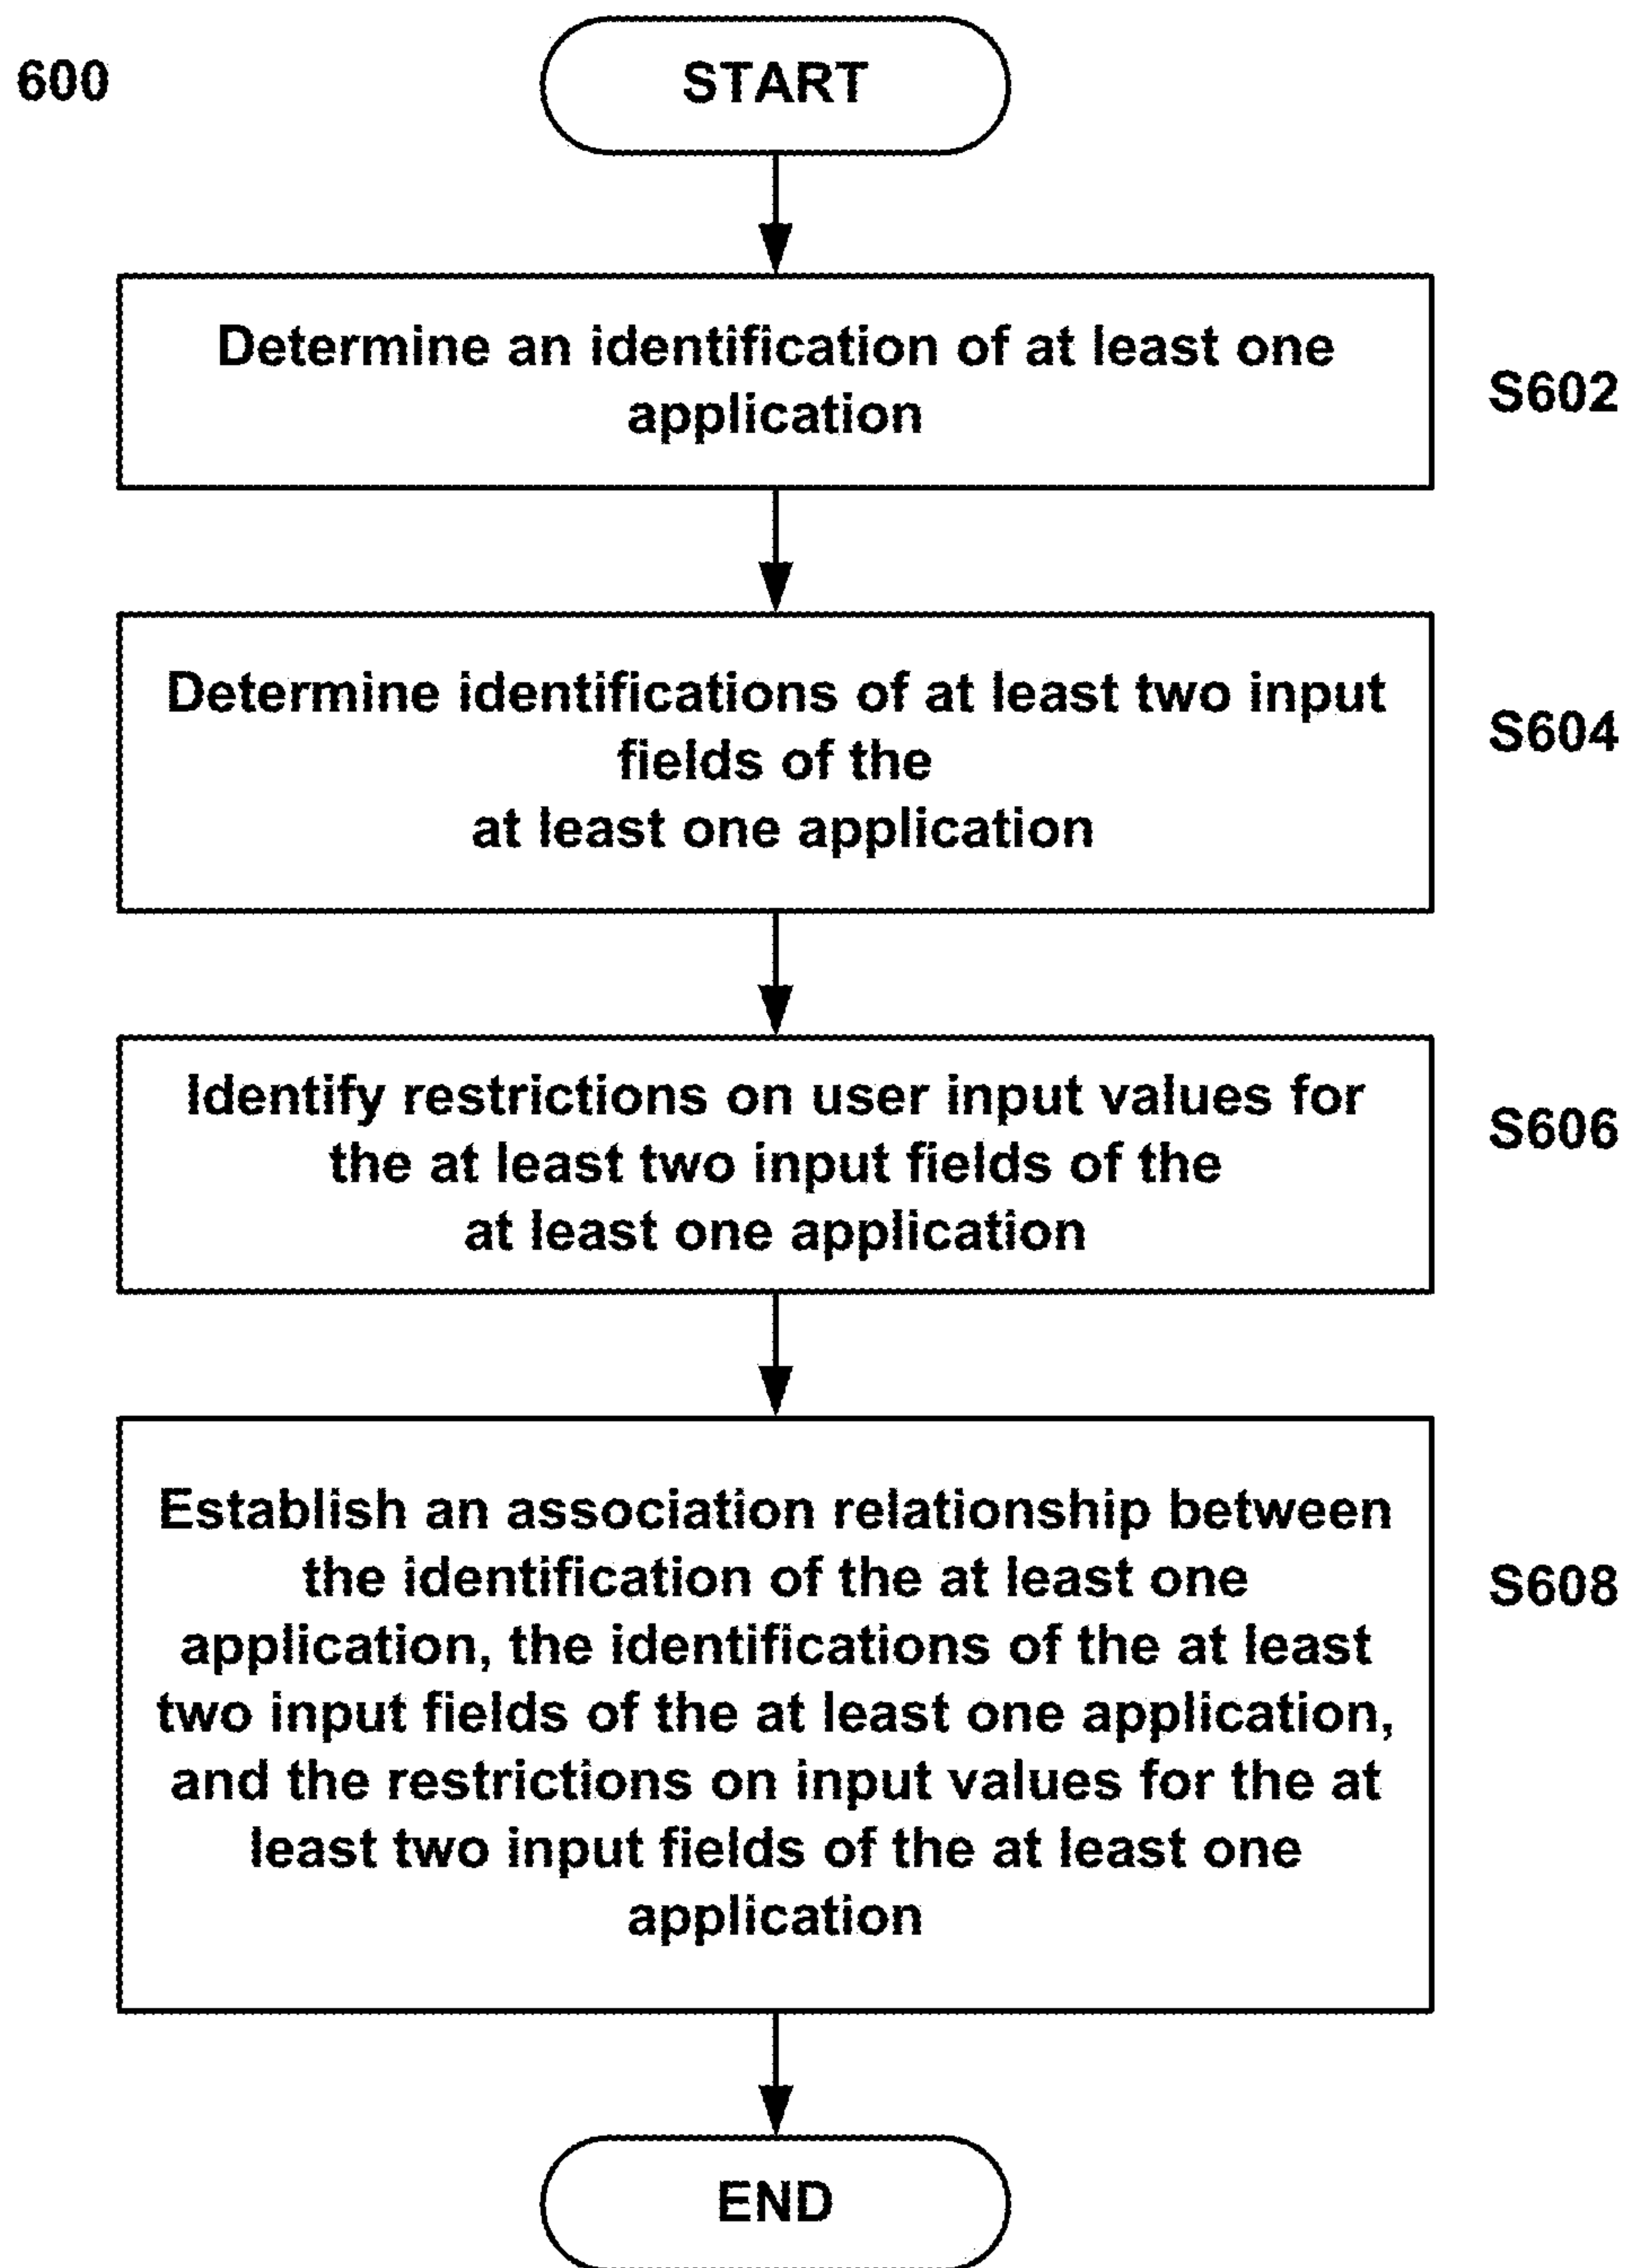 600
START
Determine an identification of at least one
application
S602
Determine identifications of at least two input
fields of the
at least one application
S604
Identify restrictions on user input values for
the at least two input fields of the
at least one application
S606
Establish an association relationship between
the identification of the at least one
application, the identifications of the at least
two input fields of the at least one application,
and the restrictions on input values for the at
least two input fields of the at least one
application
S608
END